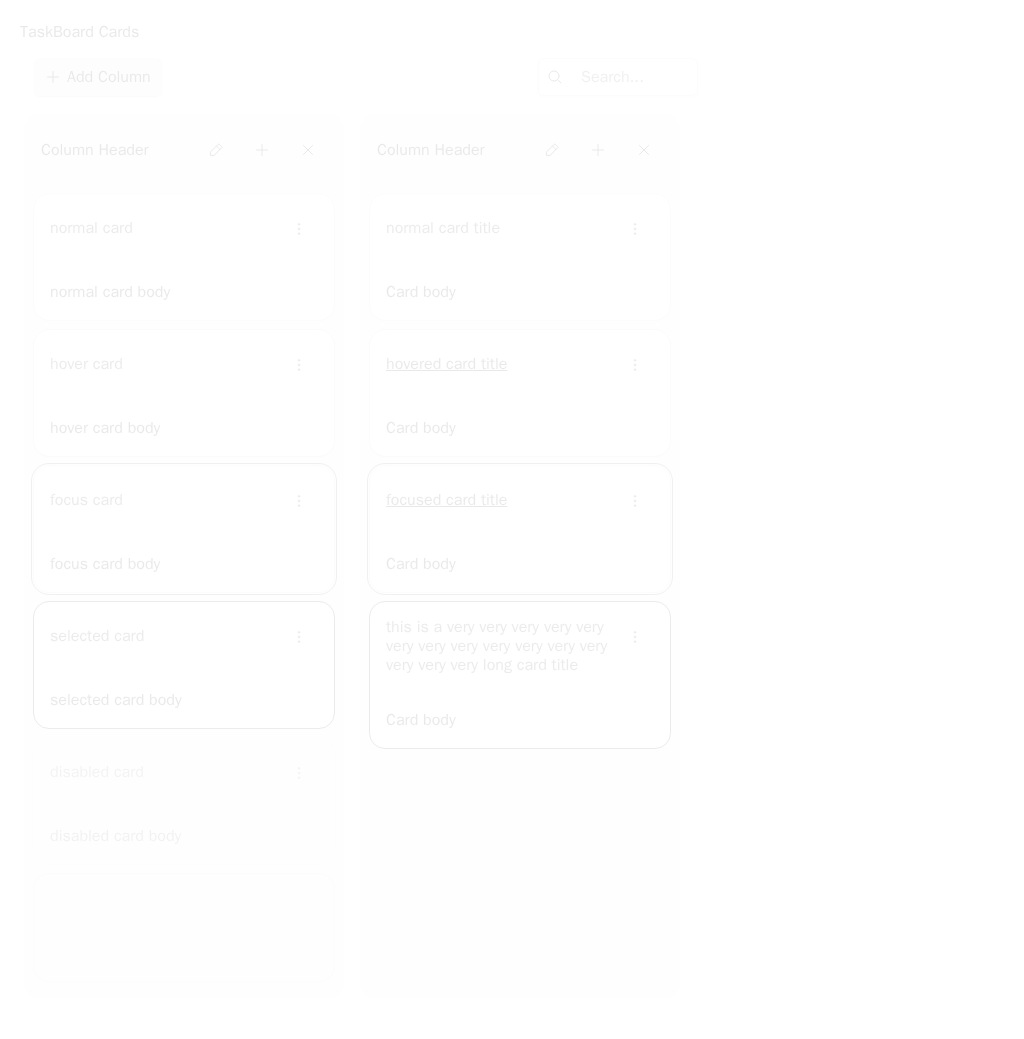 TaskBoard Cards
Add Column
Search...
Column Header
normal card
normal card body
hover card
hover card body
focus card
focus card body
selected card
selected card body
disabled card
disabled card body
Column Header
normal card title
Card body
hovered card title
Card body
focused card title
Card body
this is a very very very very very
very very very very very very very
very very very long card title
Card body